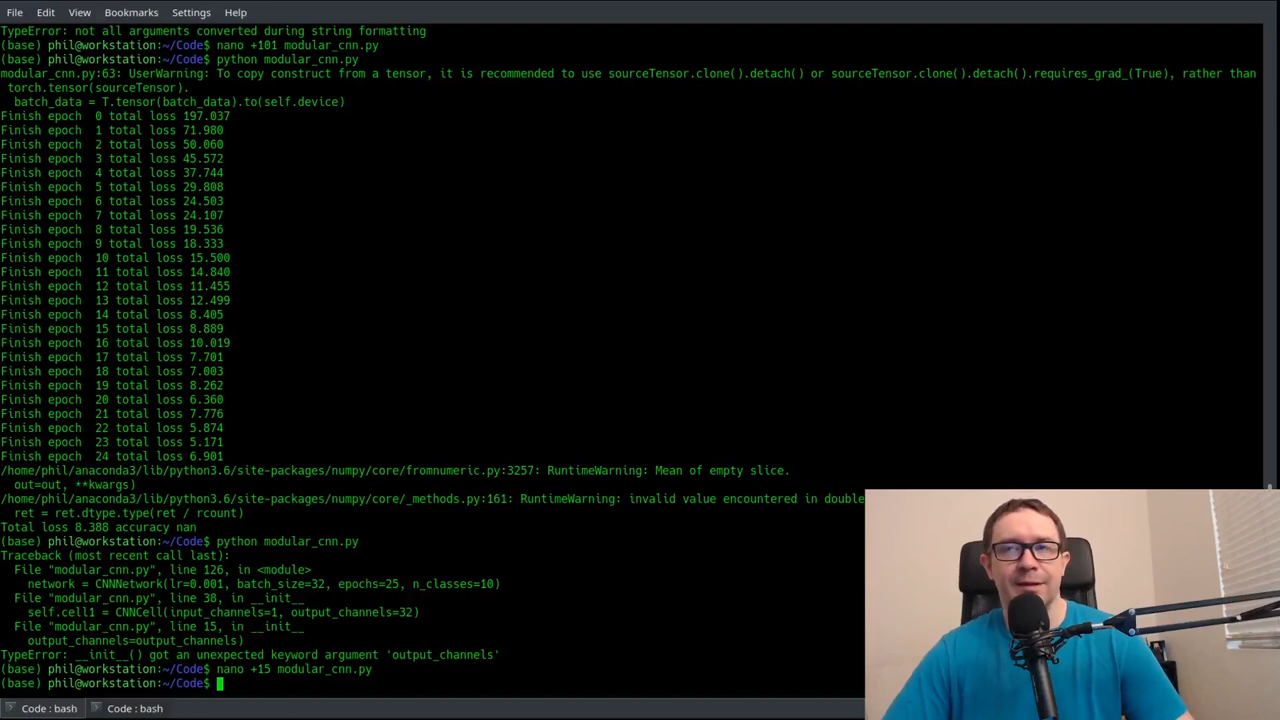 File Edit View Bookmarks Settings Help
TypeError: not all arguments converted during string formatting
(base) phil@workstation:~/Code$ nano +101 modular_cnn.py
(base) phil@workstation:~/Code$ python modular_cnn.py
modular_cnn.py:63: UserWarning: To copy construct from a tensor, it is recommended to use sourceTensor.clone().detach() or sourceTensor.clone().detach().requires_grad_(True), rather than
torch.tensor(sourceTensor).
batch_data = T.tensor(batch_data).to(self.device)
Finish epoch  0 total loss 197.037
Finish epoch  1 total loss 71.980
Finish epoch  2 total loss 50.060
Finish epoch  3 total loss 45.572
Finish epoch  4 total loss 37.744
Finish epoch  5 total loss 29.808
Finish epoch  6 total loss 24.503
Finish epoch  7 total loss 24.107
Finish epoch  8 total loss 19.536
Finish epoch  9 total loss 18.333
Finish epoch  10 total loss 15.500
Finish epoch  11 total loss 14.840
Finish epoch  12 total loss 11.455
Finish epoch  13 total loss 12.499
Finish epoch  14 total loss 8.405
Finish epoch  15 total loss 8.889
Finish epoch  16 total loss 10.019
Finish epoch  17 total loss 7.701
Finish epoch  18 total loss 7.003
Finish epoch  19 total loss 8.262
Finish epoch  20 total loss 6.360
Finish epoch  21 total loss 7.776
Finish epoch  22 total loss 5.874
Finish epoch  23 total loss 5.171
Finish epoch  24 total loss 6.901
/home/phil/anaconda3/lib/python3.6/site-packages/numpy/core/fromnumeric.py:3257: RuntimeWarning: Mean of empty slice.
out=out, **kwargs)
/home/phil/anaconda3/lib/python3.6/site-packages/numpy/core/_methods.py:161: RuntimeWarning: invalid value encountered in double
ret = ret.dtype.type(ret / rcount)
Total loss 8.388 accuracy nan
(base) phil@workstation:~/Code$ python modular_cnn.py
Traceback (most recent call last):
File "modular_cnn.py", line 126, in <module>
network = CNNNetwork(lr=0.001, batch_size=32, epochs=25, n_classes=10)
File "modular_cnn.py", line 38, in __init__
self.cell1 = CNNCell(input_channels=1, output_channels=32)
File "modular_cnn.py", line 15, in __init__
output_channels=output_channels)
TypeError: __init__() got an unexpected keyword argument 'output_channels'
(base) phil@workstation:~/Code$ nano +15 modular_cnn.py
(base) phil@workstation:~/Code$
Code : bash Code : bash